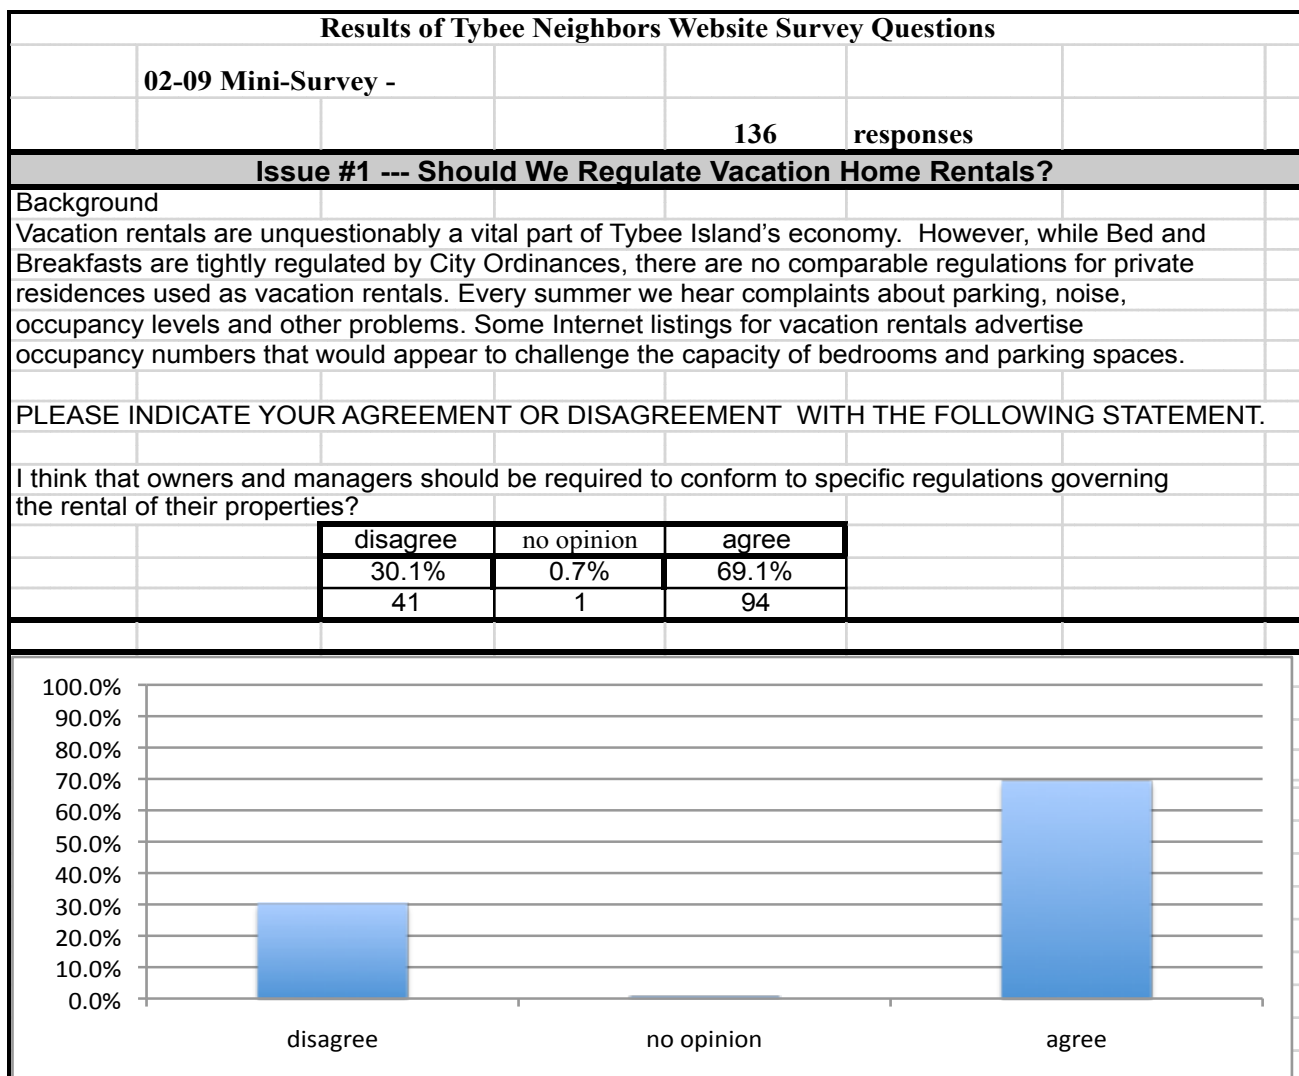 Results of Tybee Neighbors Website Survey Questions
02-09 Mini-Survey -
136 responses
Issue #1 --- Should We Regulate Vacation Home Rentals?
Background
Vacation rentals are unquestionably a vital part of Tybee Island’s economy.  However, while Bed and
Breakfasts are tightly regulated by City Ordinances, there are no comparable regulations for private
residences used as vacation rentals. Every summer we hear complaints about parking, noise,
occupancy levels and other problems. Some Internet listings for vacation rentals advertise
occupancy numbers that would appear to challenge the capacity of bedrooms and parking spaces.
PLEASE INDICATE YOUR AGREEMENT OR DISAGREEMENT  WITH THE FOLLOWING STATEMENT.
I think that owners and managers should be required to conform to specific regulations governing
the rental of their properties?
disagree no opinion agree
30.1% 0.7% 69.1%
41 1 94
100.0%
90.0%
80.0%
70.0%
60.0%
50.0%
40.0%
30.0%
20.0%
10.0%
0.0%
disagree no opinion agree